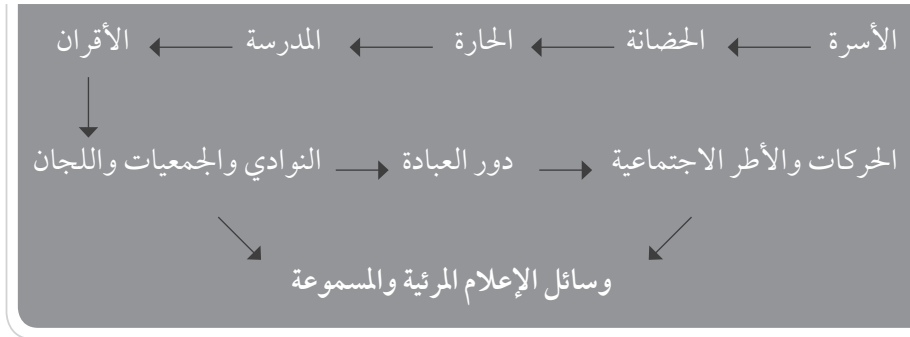 الأسرة الحضانة الحارة المدرسة الأقران
الحركات والأطر الاجتماعية دور العبادة النوادي والجمعيات واللجان
وسائل الإعلام المرئية والمسموعة